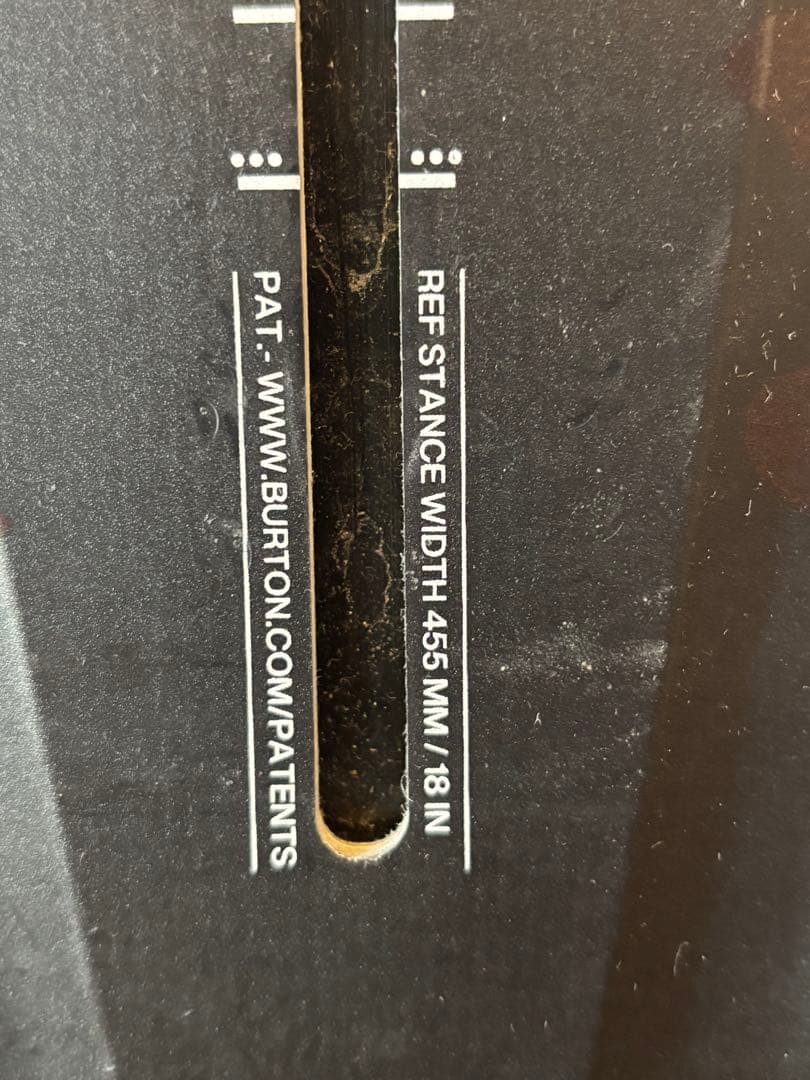 REF STANCE WIDTH 455 MM / 18 IN
PAT.- WWW.BURTON.COM/PATENTS